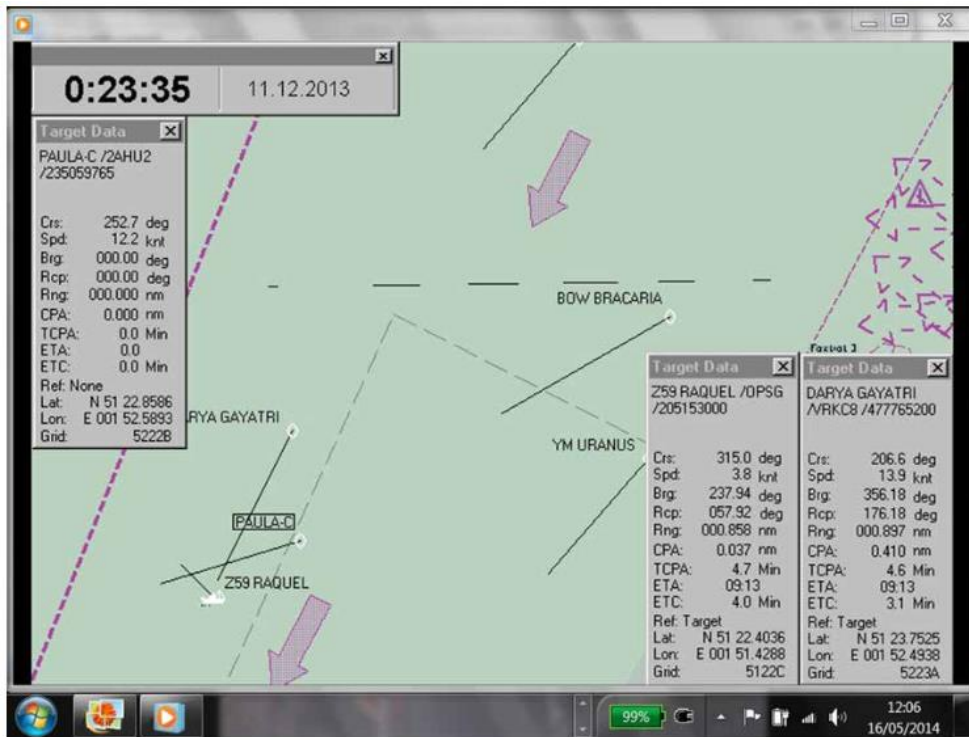 0:23:35
11.12.2013
Target Data
PAULA-C /2AHU2
/235059765
Crs: 252.7 deg
Spd: 12.2 knt
Brg: 000.00 deg
Rcp: 000.00 deg
Rng: 000.000 nm
CPA: 0.000 nm
TCPA: 0.0 Min
ETA: 0.0
ETC: 0.0 Min
Ref: None
Lat: N 51 22.8586
Lon: E 001 52.5893
Grid: 5222B
BOW BRACARIA
ARYA GAYATRI
YM URANUS
PAULA-C
Z59 RAQUEL
Target Data
Z59 RAQUEL /OPSG
/205153000
Crs: 315.0 deg
Spd: 3.8 knt
Brg: 237.94 deg
Rcp: 057.92 deg
Rng: 000.858 nm
CPA: 0.037 nm
TCPA: 4.7 Min
ETA: 09:13
ETC: 4.0 Min
Ref: Target
Lat: N 51 22.4036
Lon: E 001 51.4288
Grid: 5122C
Target Data
DARYA GAYATRI
/VRKC8 /477765200
Crs: 206.6 deg
Spd: 13.9 knt
Brg: 356.18 deg
Rcp: 176.18 deg
Rng: 000.897 nm
CPA: 0.410 nm
TCPA: 4.6 Min
ETA: 09:13
ETC: 3.1 Min
Ref: Target
Lat: N 51 23.7525
Lon: E 001 52.4938
Grid: 5223A
99%
12:06
16/05/2014